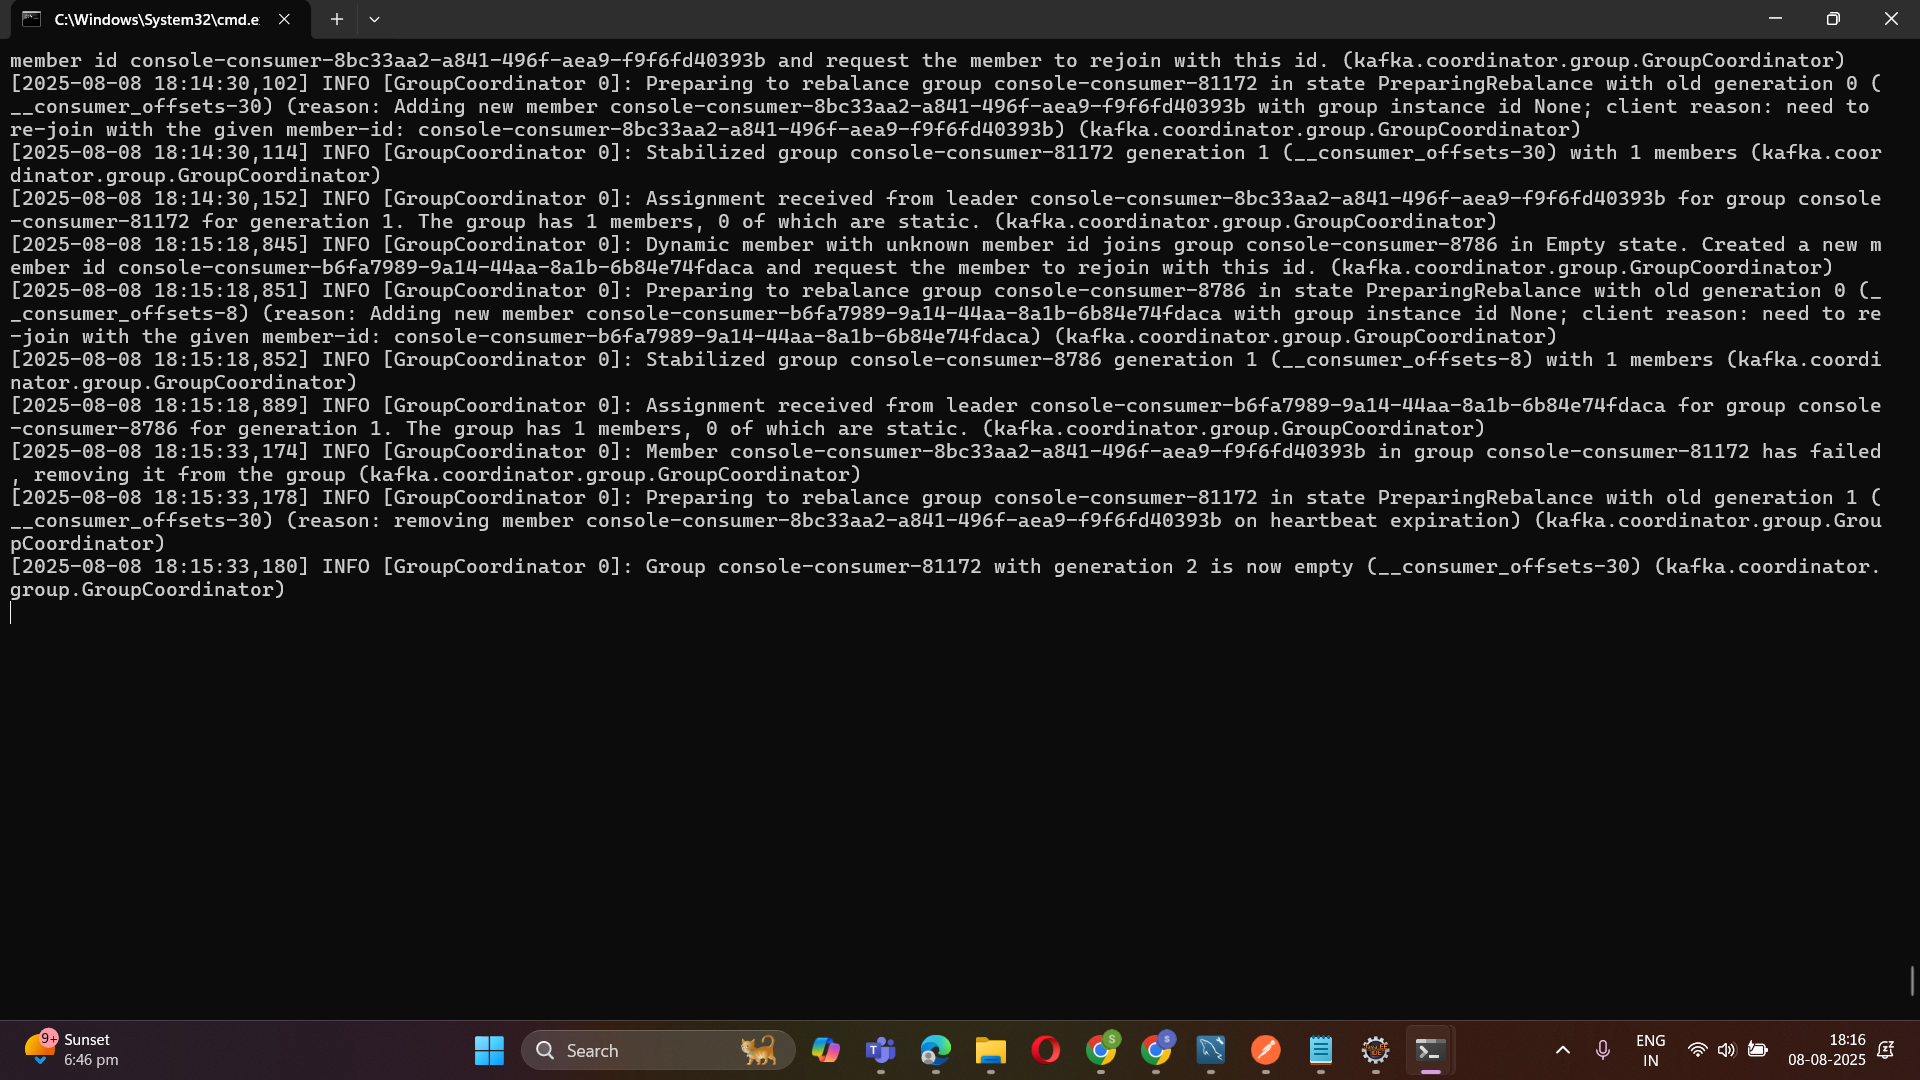 C:\Windows\System32\cmd.e
member id console-consumer-8bc33aa2-a841-496f-aea9-f9f6fd40393b and request the member to rejoin with this id. (kafka.coordinator.group.GroupCoordinator)
[2025-08-08 18:14:30,102] INFO [GroupCoordinator 0]: Preparing to rebalance group console-consumer-81172 in state PreparingRebalance with old generation 0 (
__consumer_offsets-30) (reason: Adding new member console-consumer-8bc33aa2-a841-496f-aea9-f9f6fd40393b with group instance id None; client reason: need to
re-join with the given member-id: console-consumer-8bc33aa2-a841-496f-aea9-f9f6fd40393b) (kafka.coordinator.group.GroupCoordinator)
[2025-08-08 18:14:30,114] INFO [GroupCoordinator 0]: Stabilized group console-consumer-81172 generation 1 (__consumer_offsets-30) with 1 members (kafka.coor
dinator.group.GroupCoordinator)
[2025-08-08 18:14:30,152] INFO [GroupCoordinator 0]: Assignment received from leader console-consumer-8bc33aa2-a841-496f-aea9-f9f6fd40393b for group console
-consumer-81172 for generation 1. The group has 1 members, 0 of which are static. (kafka.coordinator.group.GroupCoordinator)
[2025-08-08 18:15:18,845] INFO [GroupCoordinator 0]: Dynamic member with unknown member id joins group console-consumer-8786 in Empty state. Created a new m
ember id console-consumer-b6fa7989-9a14-44aa-8a1b-6b84e74fdaca and request the member to rejoin with this id. (kafka.coordinator.group.GroupCoordinator)
[2025-08-08 18:15:18,851] INFO [GroupCoordinator 0]: Preparing to rebalance group console-consumer-8786 in state PreparingRebalance with old generation 0 (_
_consumer_offsets-8) (reason: Adding new member console-consumer-b6fa7989-9a14-44aa-8a1b-6b84e74fdaca with group instance id None; client reason: need to re
-join with the given member-id: console-consumer-b6fa7989-9a14-44aa-8a1b-6b84e74fdaca) (kafka.coordinator.group.GroupCoordinator)
[2025-08-08 18:15:18,852] INFO [GroupCoordinator 0]: Stabilized group console-consumer-8786 generation 1 (__consumer_offsets-8) with 1 members (kafka.coordi
nator.group.GroupCoordinator)
[2025-08-08 18:15:18,889] INFO [GroupCoordinator 0]: Assignment received from leader console-consumer-b6fa7989-9a14-44aa-8a1b-6b84e74fdaca for group console
-consumer-8786 for generation 1. The group has 1 members, 0 of which are static. (kafka.coordinator.group.GroupCoordinator)
[2025-08-08 18:15:33,174] INFO [GroupCoordinator 0]: Member console-consumer-8bc33aa2-a841-496f-aea9-f9f6fd40393b in group console-consumer-81172 has failed
, removing it from the group (kafka.coordinator.group.GroupCoordinator)
[2025-08-08 18:15:33,178] INFO [GroupCoordinator 0]: Preparing to rebalance group console-consumer-81172 in state PreparingRebalance with old generation 1 (
__consumer_offsets-30) (reason: removing member console-consumer-8bc33aa2-a841-496f-aea9-f9f6fd40393b on heartbeat expiration) (kafka.coordinator.group.Grou
pCoordinator)
[2025-08-08 18:15:33,180] INFO [GroupCoordinator 0]: Group console-consumer-81172 with generation 2 is now empty (__consumer_offsets-30) (kafka.coordinator.
group.GroupCoordinator)
9+ Sunset
6:46 pm
Search
ENG
IN
18:16
08-08-2025